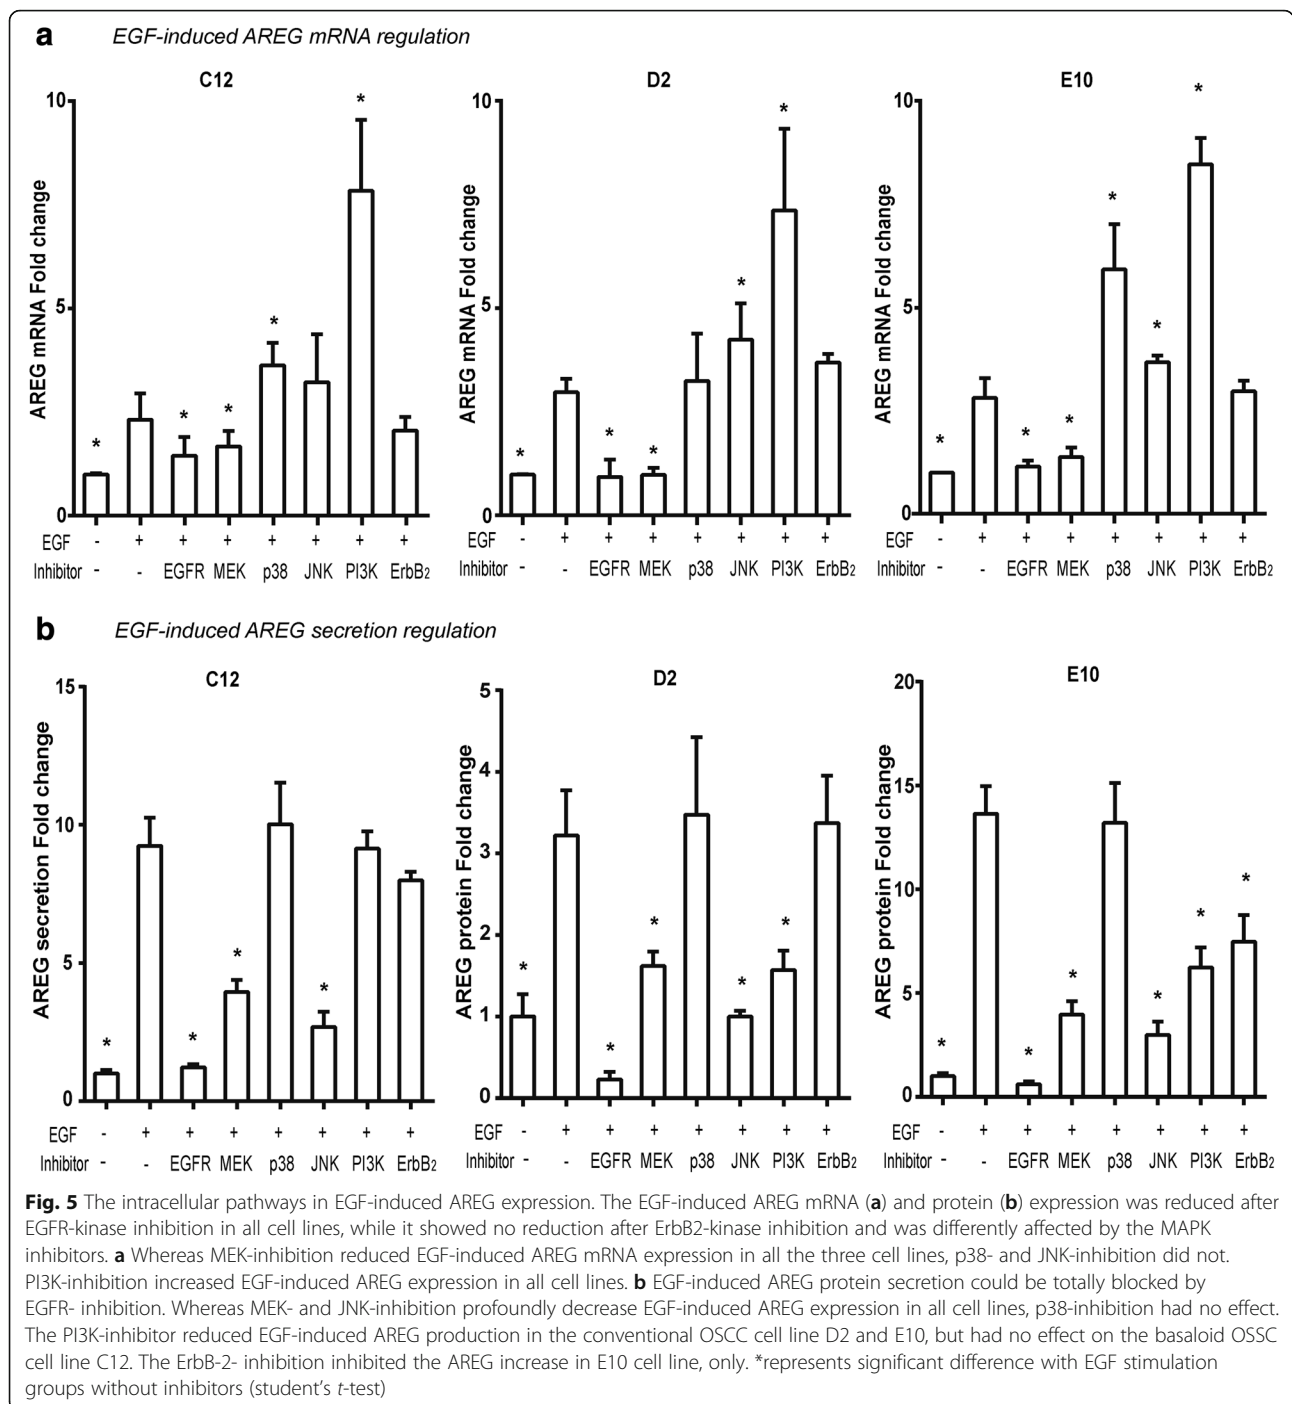 a EGF-induced AREG mRNA regulation
C12
AREG mRNA Fold change
10
5
0
* * * * *
EGF - + + + + + + +
Inhibitor - - EGFR MEK p38 JNK PI3K ErbB2
D2
AREG mRNA Fold change
10
5
0
* * * * *
EGF - + + + + + + +
Inhibitor - - EGFR MEK p38 JNK PI3K ErbB2
E10
AREG mRNA Fold change
10
5
0
* * * * * *
EGF - + + + + + + +
Inhibitor - - EGFR MEK p38 JNK PI3K ErbB2
b EGF-induced AREG secretion regulation
C12
AREG secretion Fold change
15
10
5
0
* * * *
EGF - + + + + + + +
Inhibitor - - EGFR MEK p38 JNK PI3K ErbB2
D2
AREG protein Fold change
5
4
3
2
1
0
* * * * *
EGF - + + + + + + +
Inhibitor - - EGFR MEK p38 JNK PI3K ErbB2
E10
AREG protein Fold change
20
15
10
5
0
* * * * * *
EGF - + + + + + + +
Inhibitor - - EGFR MEK p38 JNK PI3K ErbB2
Fig. 5 The intracellular pathways in EGF-induced AREG expression. The EGF-induced AREG mRNA (a) and protein (b) expression was reduced after
EGFR-kinase inhibition in all cell lines, while it showed no reduction after ErbB2-kinase inhibition and was differently affected by the MAPK
inhibitors. a Whereas MEK-inhibition reduced EGF-induced AREG mRNA expression in all the three cell lines, p38- and JNK-inhibition did not.
PI3K-inhibition increased EGF-induced AREG expression in all cell lines. b EGF-induced AREG protein secretion could be totally blocked by
EGFR- inhibition. Whereas MEK- and JNK-inhibition profoundly decrease EGF-induced AREG expression in all cell lines, p38-inhibition had no effect.
The PI3K-inhibitor reduced EGF-induced AREG production in the conventional OSCC cell line D2 and E10, but had no effect on the basaloid OSSC
cell line C12. The ErbB-2- inhibition inhibited the AREG increase in E10 cell line, only. *represents significant difference with EGF stimulation
groups without inhibitors (student's t-test)